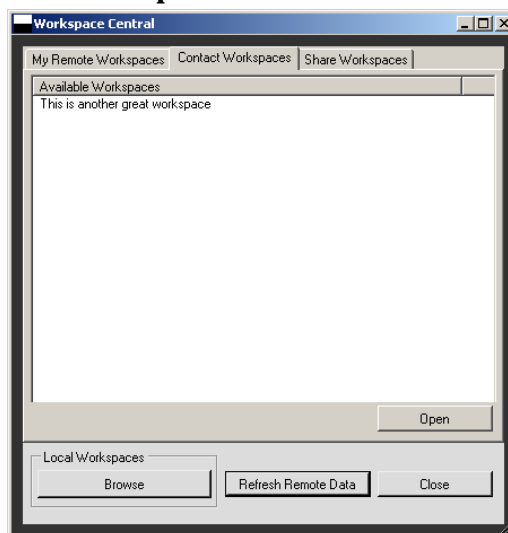 Workspace Central
My Remote Workspaces Contact Workspaces Share Workspaces
Available Workspaces
This is another great workspace
Open
Local Workspaces
Browse Refresh Remote Data Close